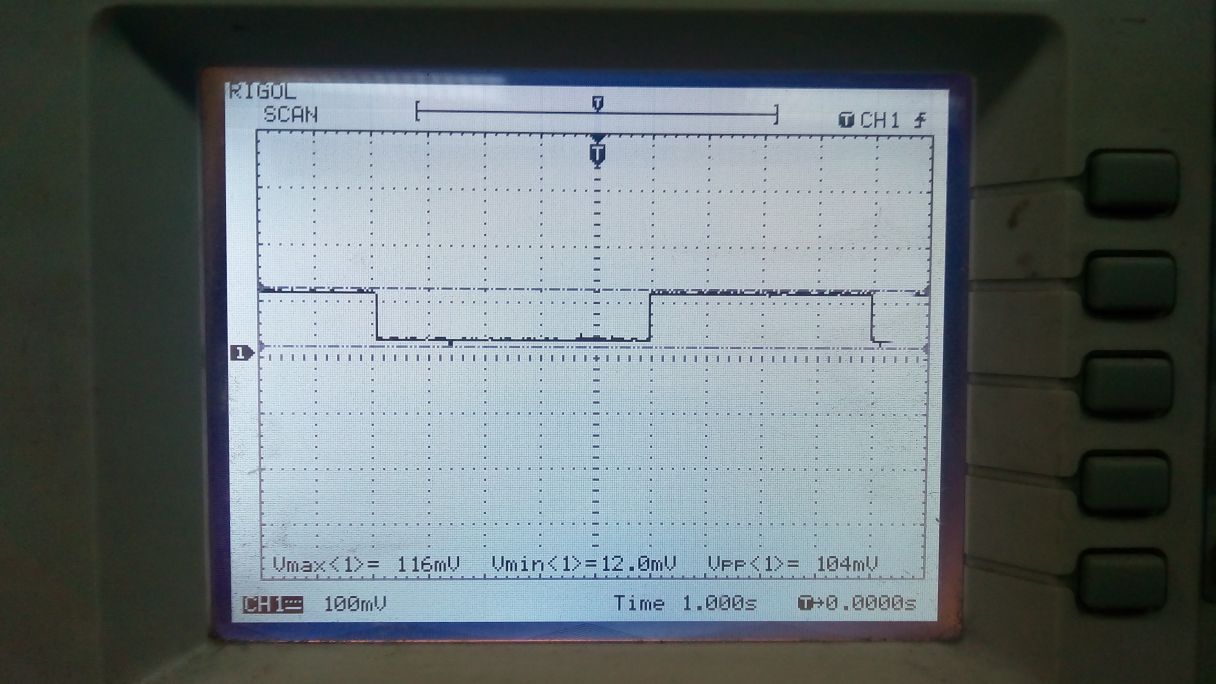 RIGOL
SCAN
T
T CH1
T
1
Vmax<1>= 116mV Vmin<1>=12.0mV Vpp<1>= 104mV
CH1 100mV Time 1.000s T→0.0000s